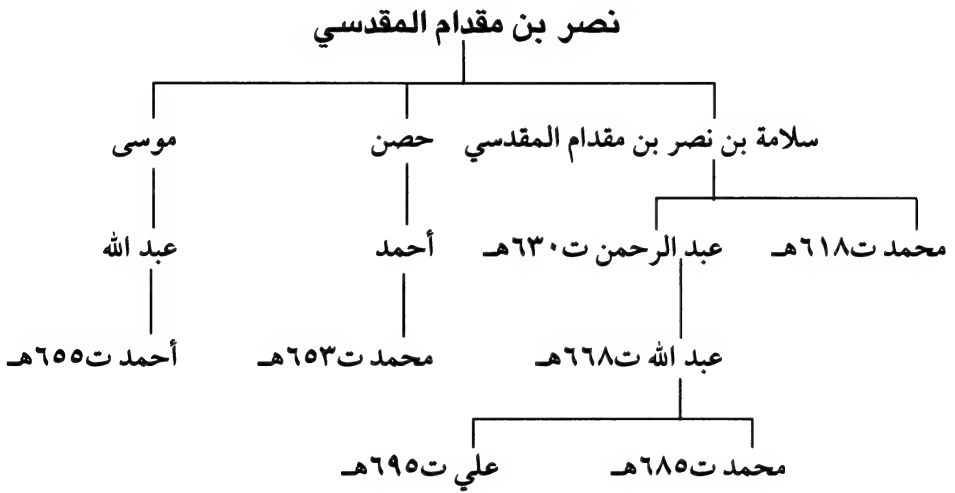 نصر بن مقدام المقدسي
سلامة بن نصر بن مقدام المقدسي حصن موسى
محمد ت٦١٨هـ عبد الرحمن ت٦٣٠هـ أحمد عبد الله
عبد الله ت٦٦٨هـ محمد ت٦٥٣هـ أحمد ت٦٥٥هـ
محمد ت٦٨٥هـ علي ت٦٩٥هـ